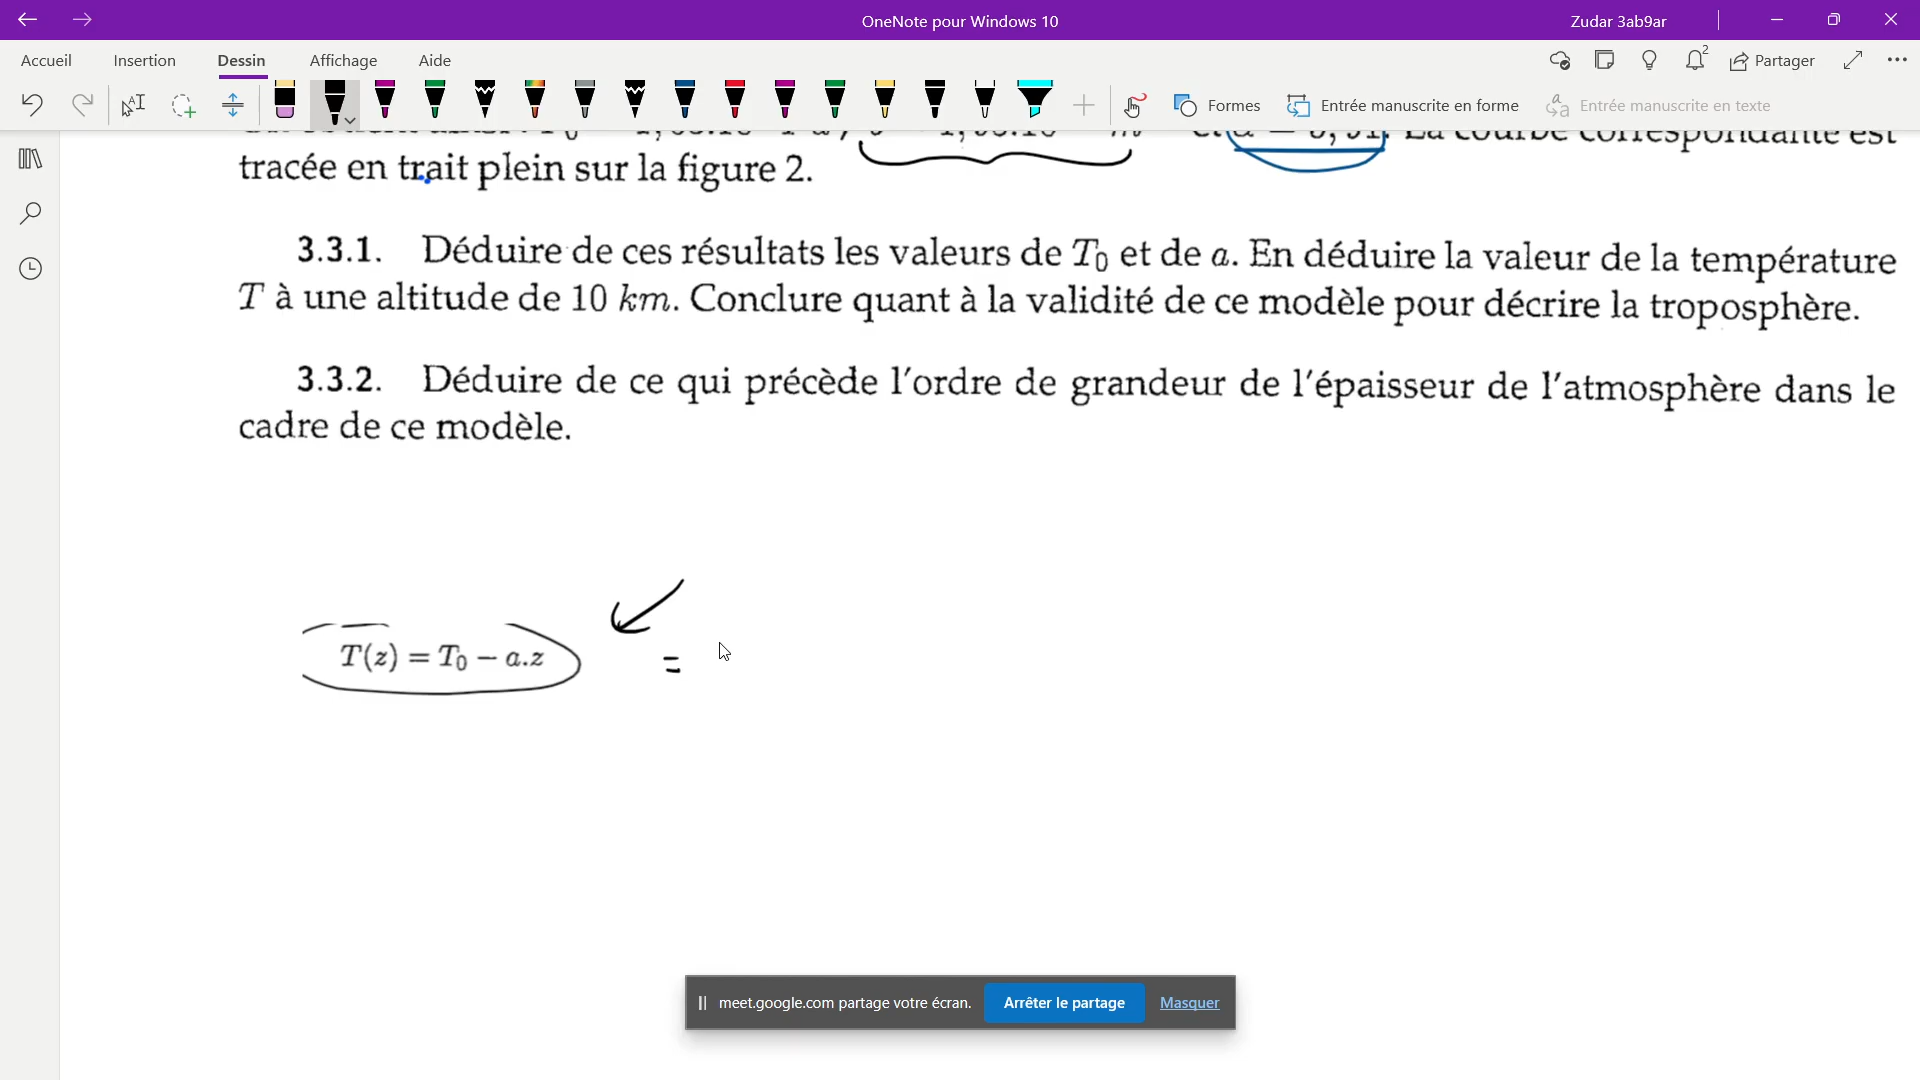 OneNote pour Windows 10
Zudar 3ab9ar
Accueil Insertion Dessin Affichage Aide
2
Partager
Formes Entrée manuscrite en forme Entrée manuscrite en texte
La courbe correspondante est
tracée en trait plein sur la figure 2.
3.3.1. Déduire de ces résultats les valeurs de T₀ et de a. En déduire la valeur de la température
T à une altitude de 10 km. Conclure quant à la validité de ce modèle pour décrire la troposphère.
3.3.2. Déduire de ce qui précède l'ordre de grandeur de l'épaisseur de l'atmosphère dans le
cadre de ce modèle.
T(z) = T₀ − a.z =
meet.google.com partage votre écran. Arrêter le partage Masquer